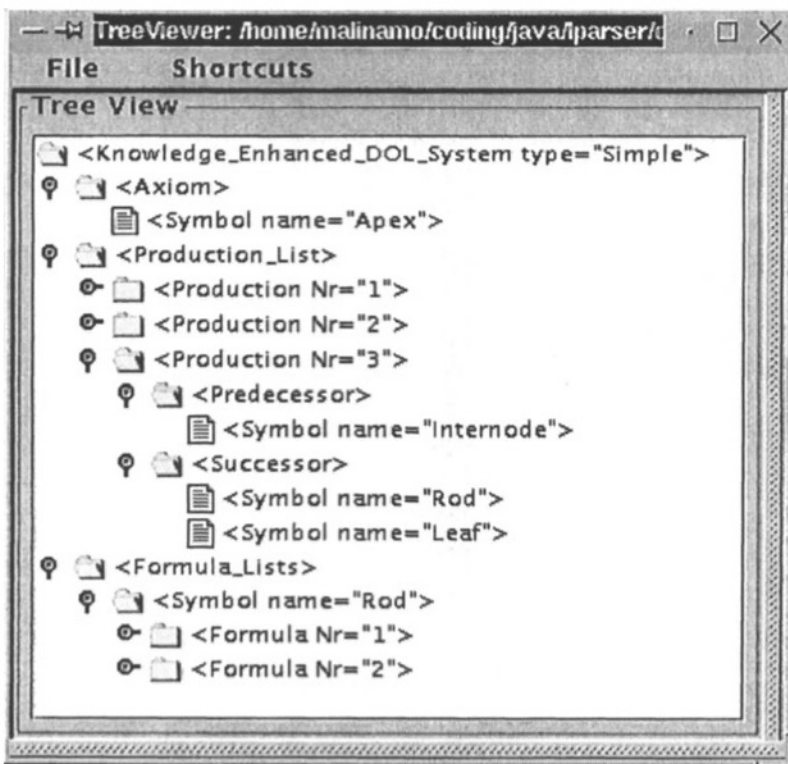 TreeViewer: /home/malinamo/coding/java/lparser/
File Shortcuts
Tree View
<Knowledge_Enhanced_DOL_System type="Simple">
<Axiom>
<Symbol name="Apex">
<Production_List>
<Production Nr="1">
<Production Nr="2">
<Production Nr="3">
<Predecessor>
<Symbol name="Internode">
<Successor>
<Symbol name="Rod">
<Symbol name="Leaf">
<Formula_Lists>
<Symbol name="Rod">
<Formula Nr="1">
<Formula Nr="2">